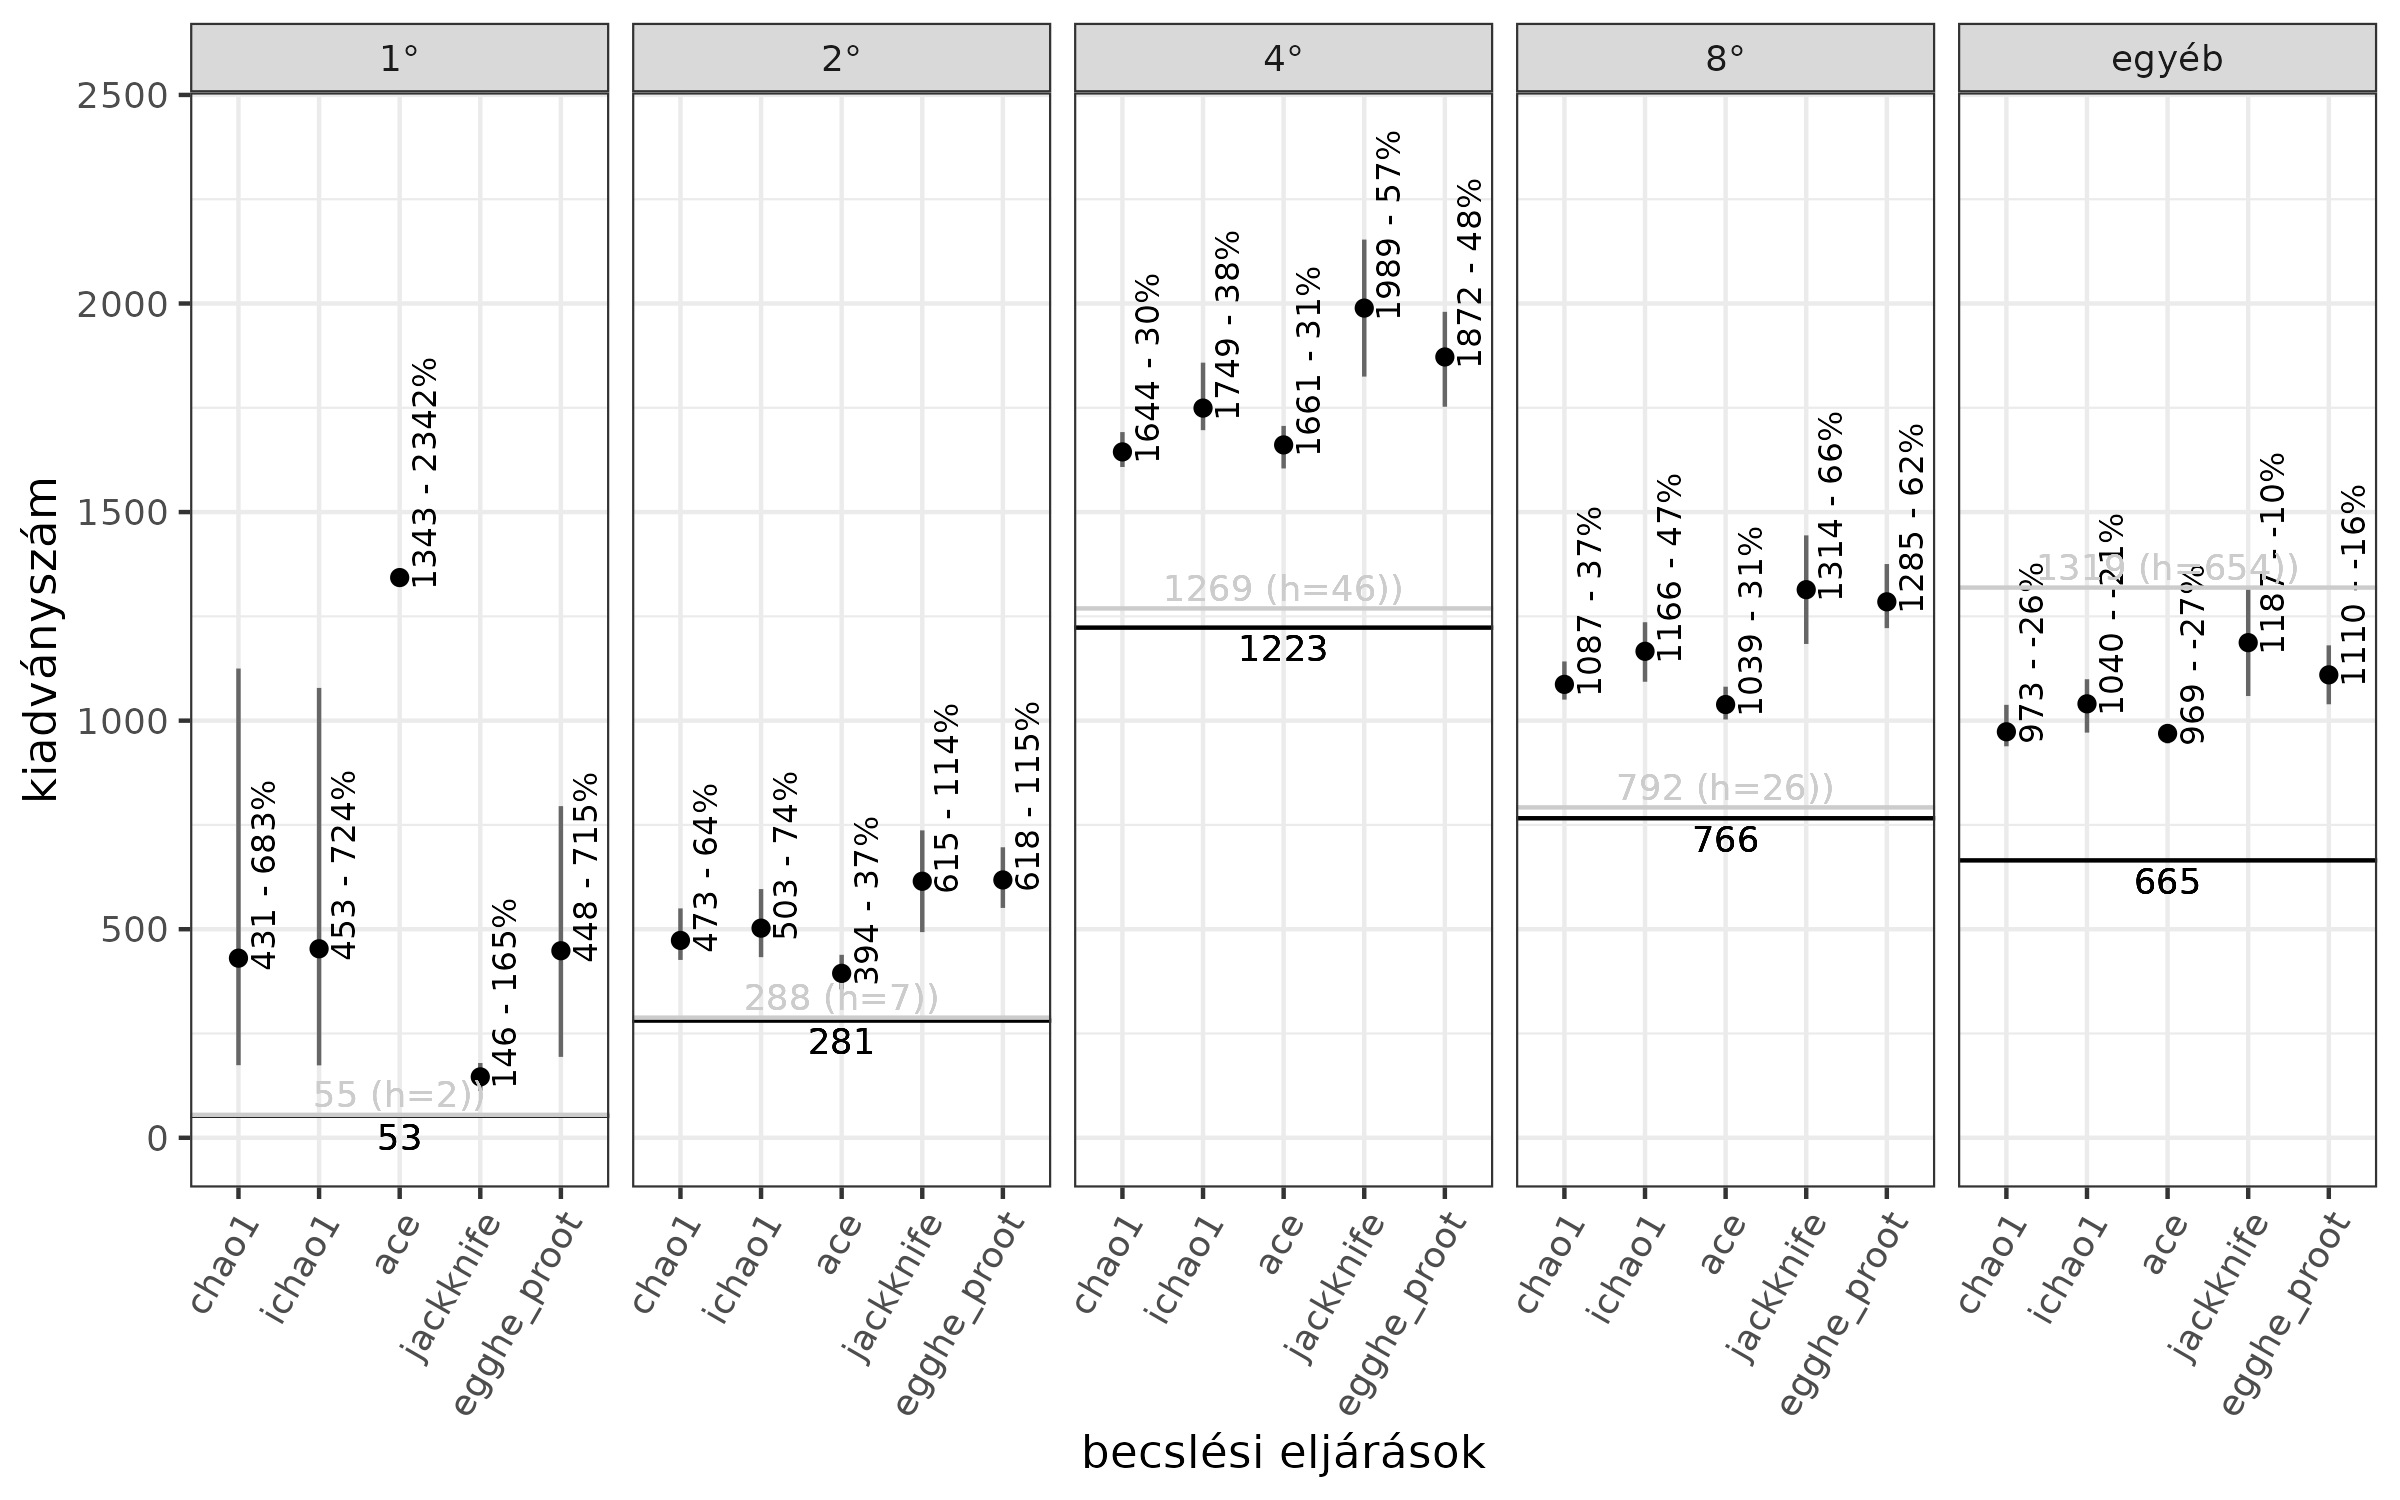 1°
2°
4°
8°
egyéb
kiadványszám
2500
2000
1500
1000
500
0
431 - 683%
453 - 724%
1343 - 2342%
146 - 165%
448 - 715%
55 (h=2))
53
473 - 64%
503 - 74%
394 - 37%
615 - 114%
618 - 115%
288 (h=7))
281
1644 - 30%
1749 - 38%
1661 - 31%
1989 - 57%
1872 - 48%
1269 (h=46))
1223
1087 - 37%
1166 - 47%
1039 - 31%
1314 - 66%
1285 - 62%
792 (h=26))
766
973 - -26%
1040 - -21%
969 - -27%
1187 - -10%
1110 - -16%
1319 (h=654))
665
chao1
ichao1
ace
jackknife
egghe_proot
chao1
ichao1
ace
jackknife
egghe_proot
chao1
ichao1
ace
jackknife
egghe_proot
chao1
ichao1
ace
jackknife
egghe_proot
chao1
ichao1
ace
jackknife
egghe_proot
becslési eljárások